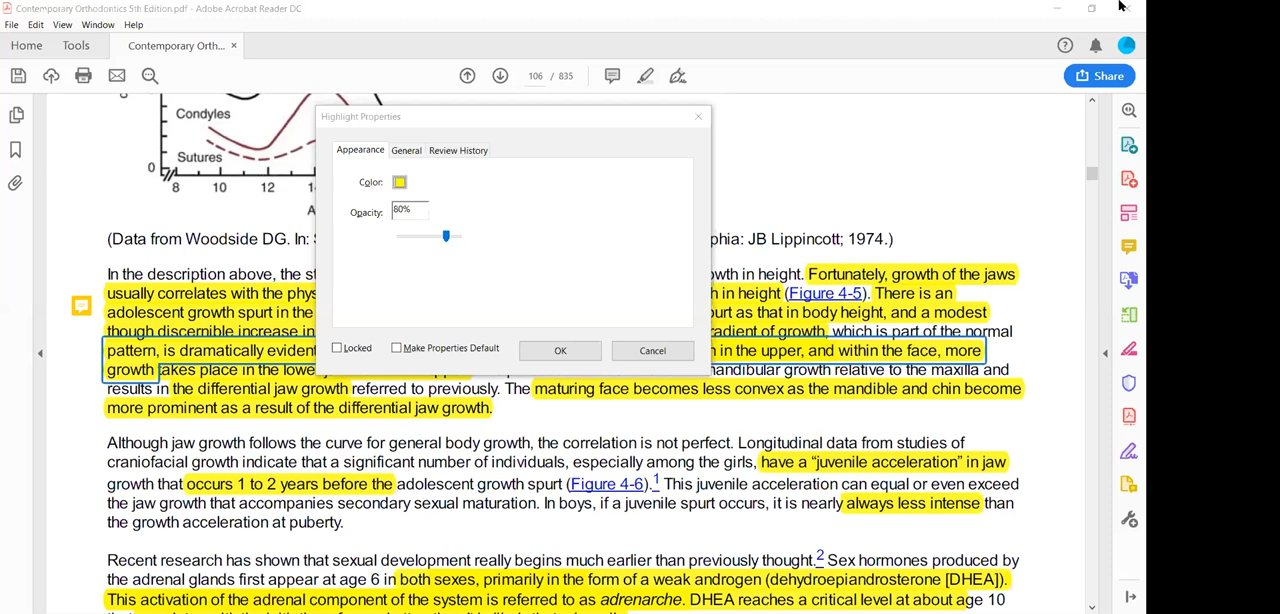 Contemporary Orthodontics 5th Edition.pdf - Adobe Acrobat Reader DC
File Edit View Window Help
Home Tools Contemporary Orth... ×
106 / 835 Share
Highlight Properties
Appearance General Review History
Color:
Opacity: 80%
Locked Make Properties Default OK Cancel
Condyles
Sutures
0
8 10 12
(Data from Woodside DG. In: phia: JB Lippincott; 1974.)
In the description above, the st owth in height. Fortunately, growth of the jaws
usually correlates with the phys h in height (Figure 4-5). There is an
adolescent growth spurt in the urt as that in body height, and a modest
though discernible increase in radient of growth, which is part of the normal
pattern, is dramatically evident n in the upper, and within the face, more
growth takes place in the lowe mandibular growth relative to the maxilla and
results in the differential jaw growth referred to previously. The maturing face becomes less convex as the mandible and chin become
more prominent as a result of the differential jaw growth.
Although jaw growth follows the curve for general body growth, the correlation is not perfect. Longitudinal data from studies of
craniofacial growth indicate that a significant number of individuals, especially among the girls, have a “juvenile acceleration” in jaw
growth that occurs 1 to 2 years before the adolescent growth spurt (Figure 4-6).1 This juvenile acceleration can equal or even exceed
the jaw growth that accompanies secondary sexual maturation. In boys, if a juvenile spurt occurs, it is nearly always less intense than
the growth acceleration at puberty.
Recent research has shown that sexual development really begins much earlier than previously thought.2 Sex hormones produced by
the adrenal glands first appear at age 6 in both sexes, primarily in the form of a weak androgen (dehydroepiandrosterone [DHEA]).
This activation of the adrenal component of the system is referred to as adrenarche. DHEA reaches a critical level at about age 10